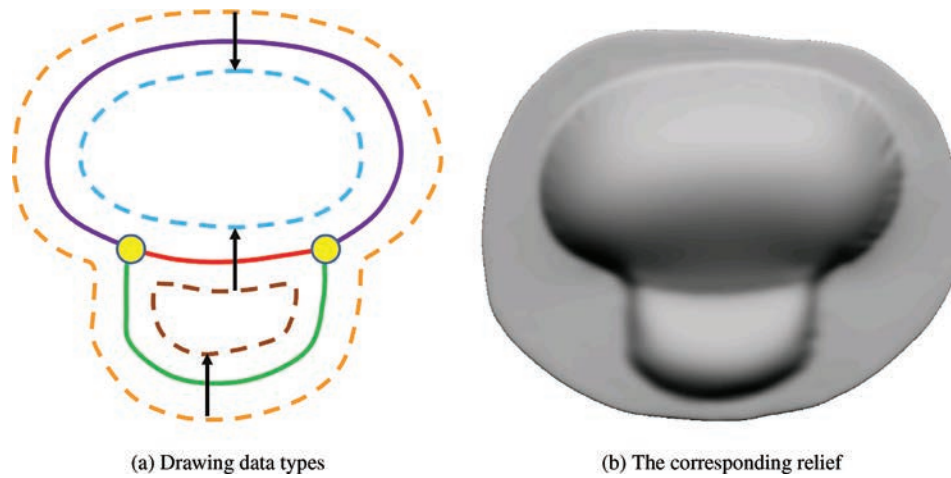 (a) Drawing data types
(b) The corresponding relief